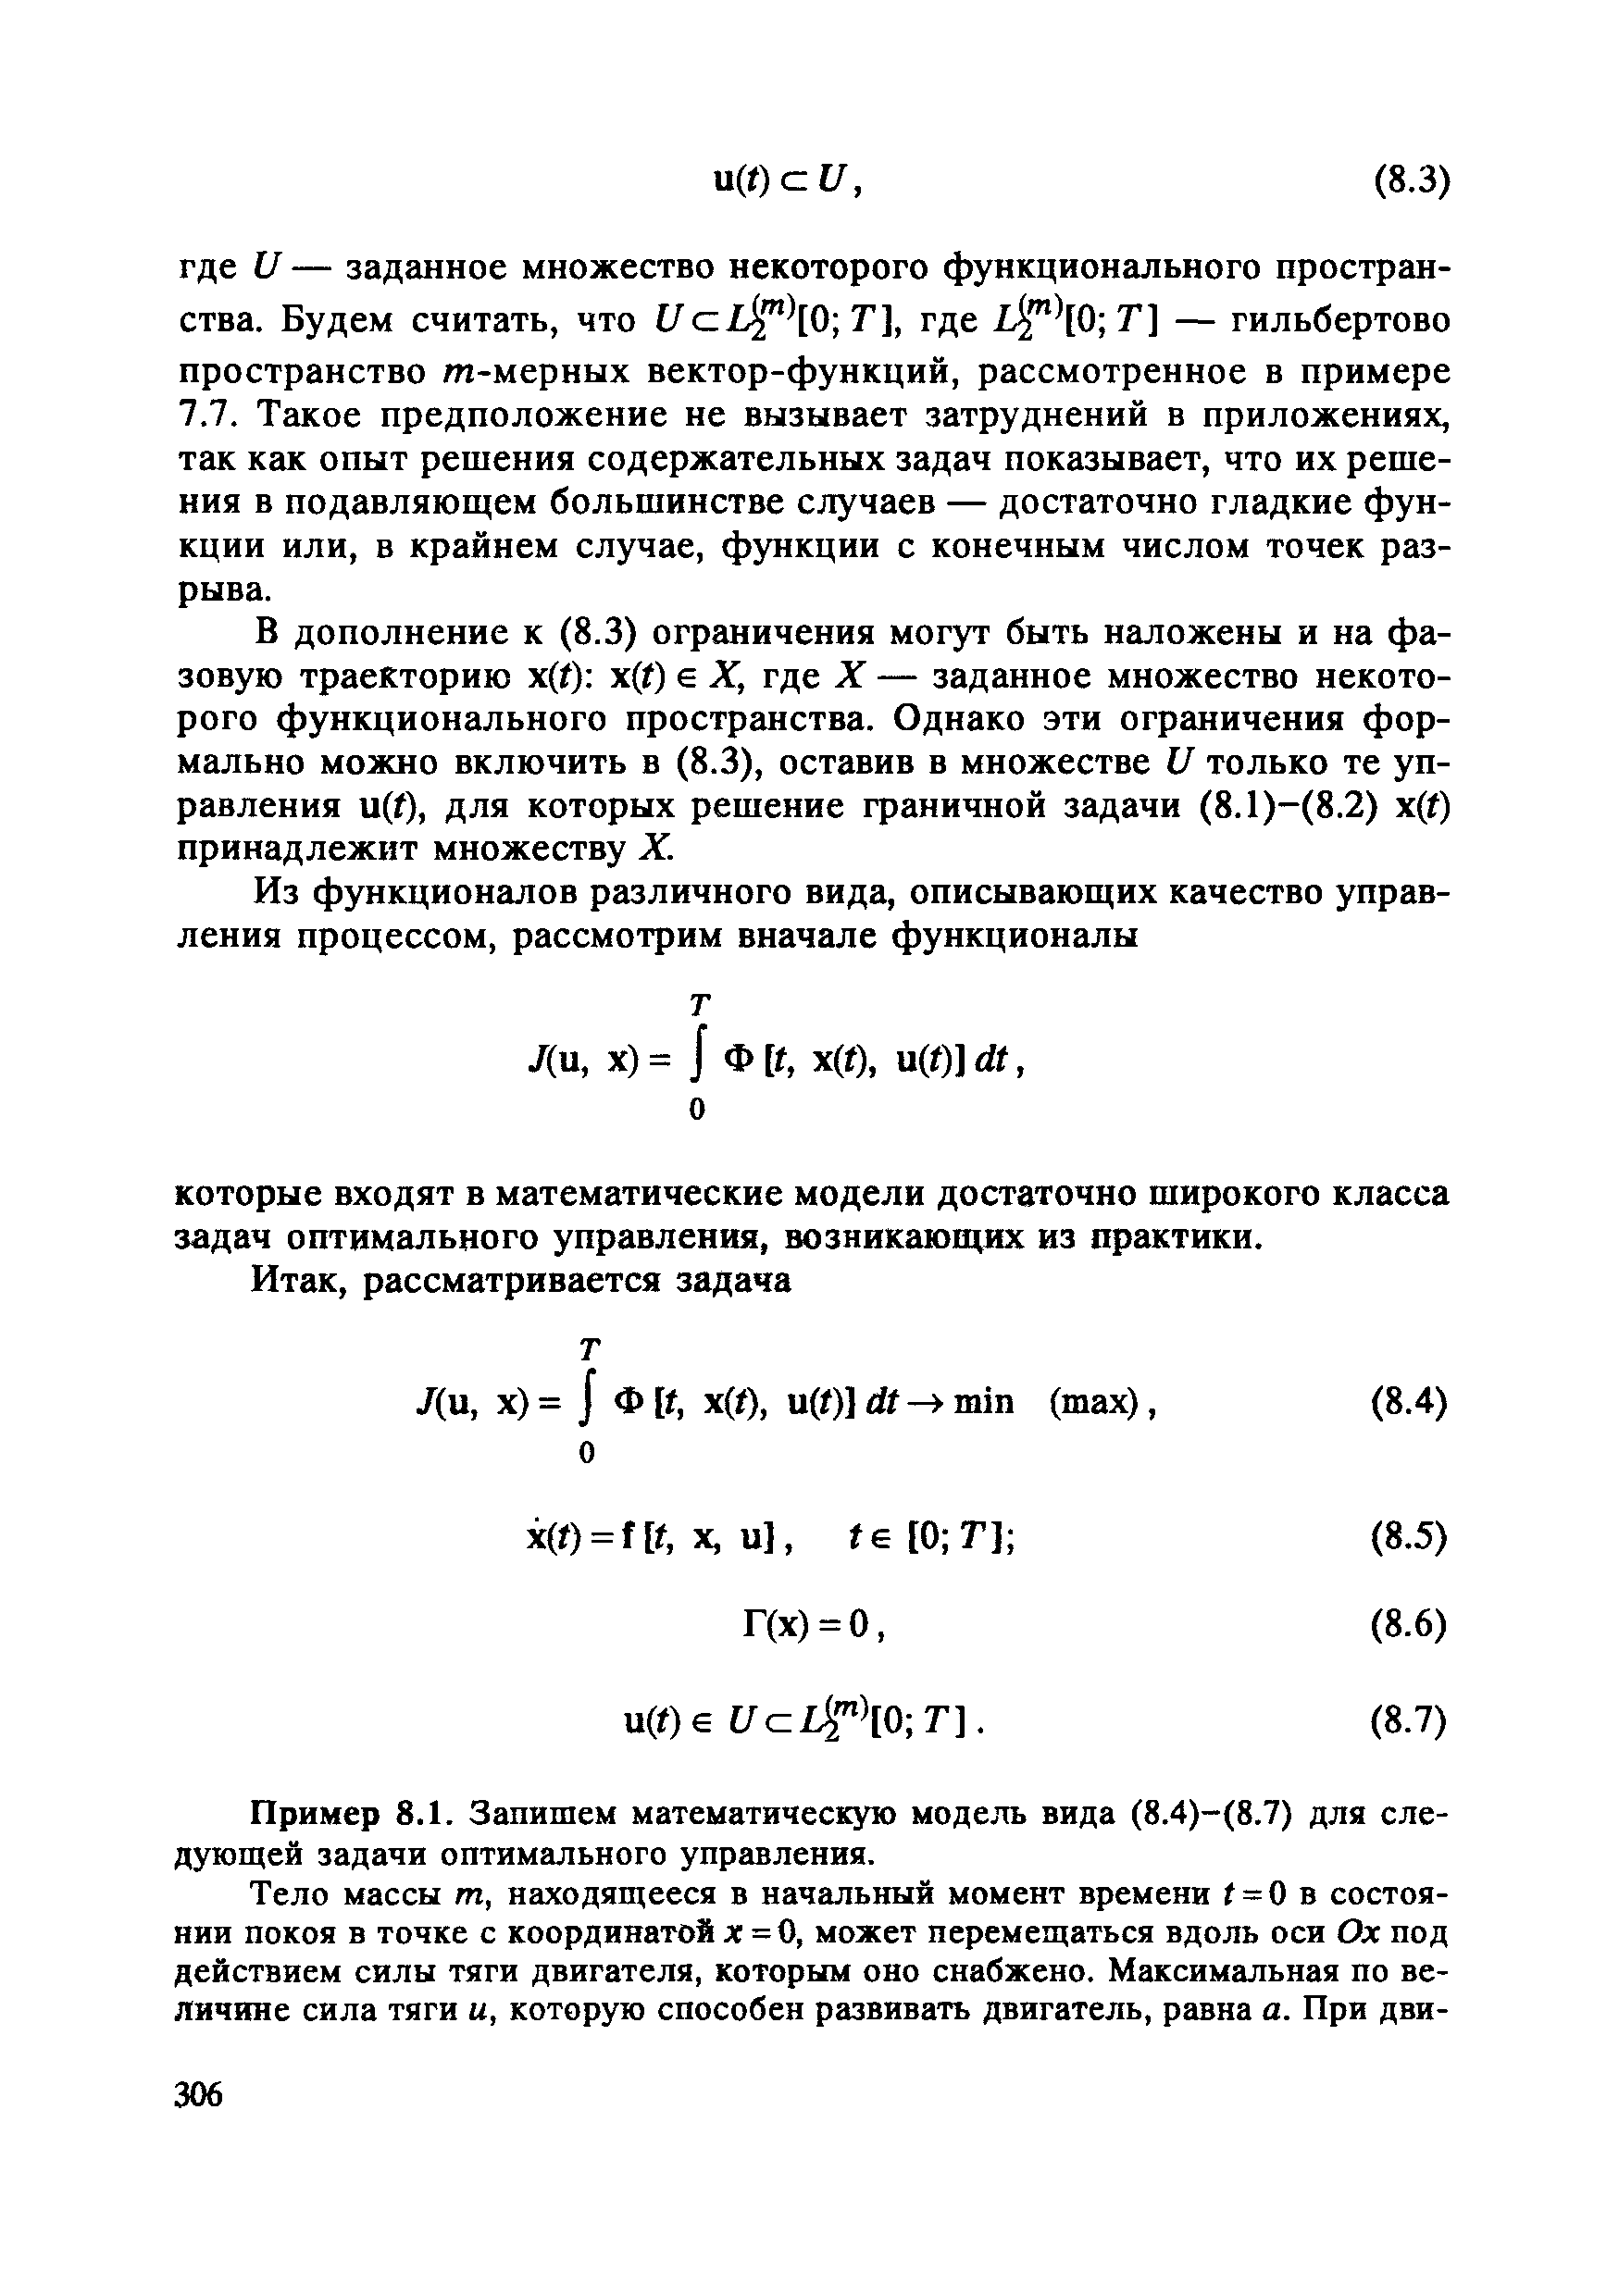 u(t) ⊂ U, (8.3)
где U — заданное множество некоторого функционального простран-
ства. Будем считать, что U ⊂ L₂⁽ᵐ⁾[0; T], где L₂⁽ᵐ⁾[0; T] — гильбертово
пространство m-мерных вектор-функций, рассмотренное в примере
7.7. Такое предположение не вызывает затруднений в приложениях,
так как опыт решения содержательных задач показывает, что их реше-
ния в подавляющем большинстве случаев — достаточно гладкие фун-
кции или, в крайнем случае, функции с конечным числом точек раз-
рыва.
В дополнение к (8.3) ограничения могут быть наложены и на фа-
зовую траекторию x(t): x(t) ∈ X, где X — заданное множество некото-
рого функционального пространства. Однако эти ограничения фор-
мально можно включить в (8.3), оставив в множестве U только те уп-
равления u(t), для которых решение граничной задачи (8.1)–(8.2) x(t)
принадлежит множеству X.
Из функционалов различного вида, описывающих качество управ-
ления процессом, рассмотрим вначале функционалы
T
J(u, x) = ∫ Φ [t, x(t), u(t)] dt,
0
которые входят в математические модели достаточно широкого класса
задач оптимального управления, возникающих из практики.
Итак, рассматривается задача
T
J(u, x) = ∫ Φ [t, x(t), u(t)] dt → min (max), (8.4)
0
ẋ(t) = f [t, x, u], t ∈ [0; T]; (8.5)
Γ(x) = 0, (8.6)
u(t) ∈ U ⊂ L₂⁽ᵐ⁾[0; T]. (8.7)
Пример 8.1. Запишем математическую модель вида (8.4)–(8.7) для сле-
дующей задачи оптимального управления.
Тело массы m, находящееся в начальный момент времени t = 0 в состоя-
нии покоя в точке с координатой x = 0, может перемещаться вдоль оси Ox под
действием силы тяги двигателя, которым оно снабжено. Максимальная по ве-
личине сила тяги u, которую способен развивать двигатель, равна a. При дви-
306